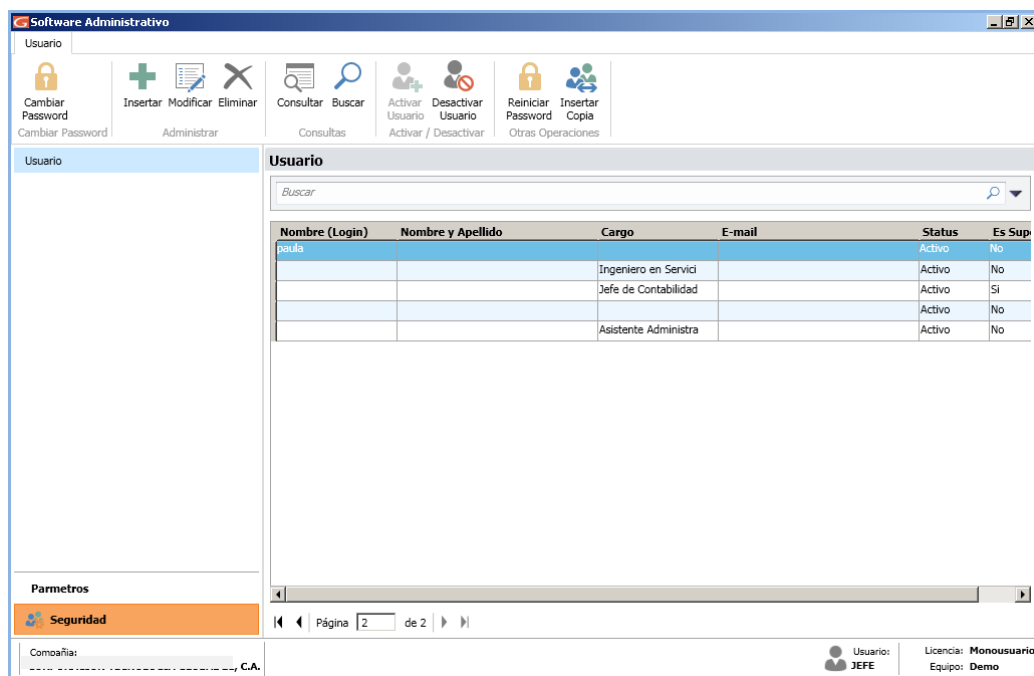 Software Administrativo
Usuario
Cambiar Password
Insertar Modificar Eliminar
Consultar Buscar
Activar Usuario
Desactivar Usuario
Reiniciar Password
Insertar Copia
Cambiar Password
Administrar
Consultas
Activar / Desactivar
Otras Operaciones
Usuario
Usuario
Buscar
Nombre (Login) Nombre y Apellido Cargo E-mail Status Es Sup
paula Activo No
Ingeniero en Servici Activo No
Jefe de Contabilidad Activo Si
Activo No
Asistente Administra Activo No
Parmetros
Seguridad
Página 2 de 2
Compañia:
C.A.
Usuario:
JEFE
Licencia: Monousuario
Equipo: Demo